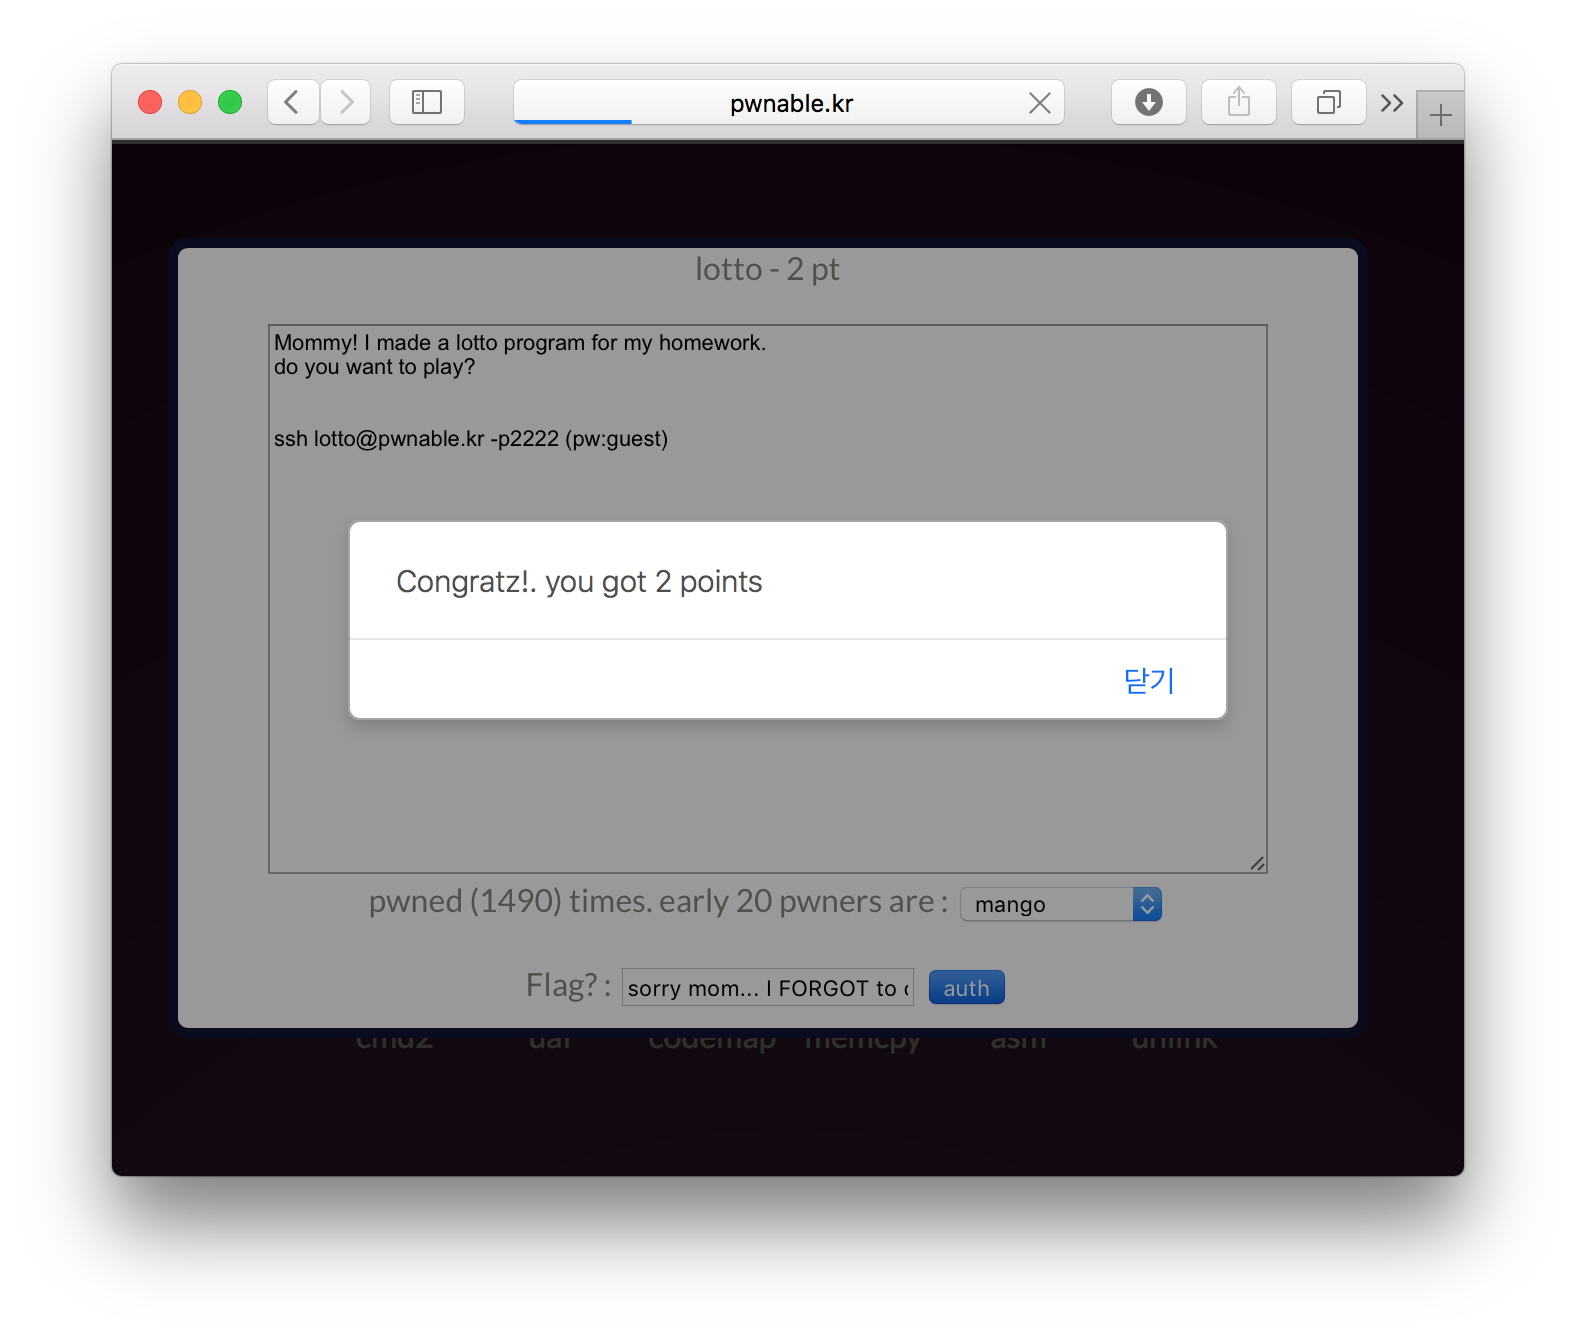 pwnable.kr
lotto - 2 pt
Mommy! I made a lotto program for my homework.
do you want to play?
ssh lotto@pwnable.kr -p2222 (pw:guest)
Congratz!. you got 2 points
닫기
pwned (1490) times. early 20 pwners are : mango
Flag? : sorry mom... I FORGOT to auth
cmd2 uaf codemap memcpy asm unlink